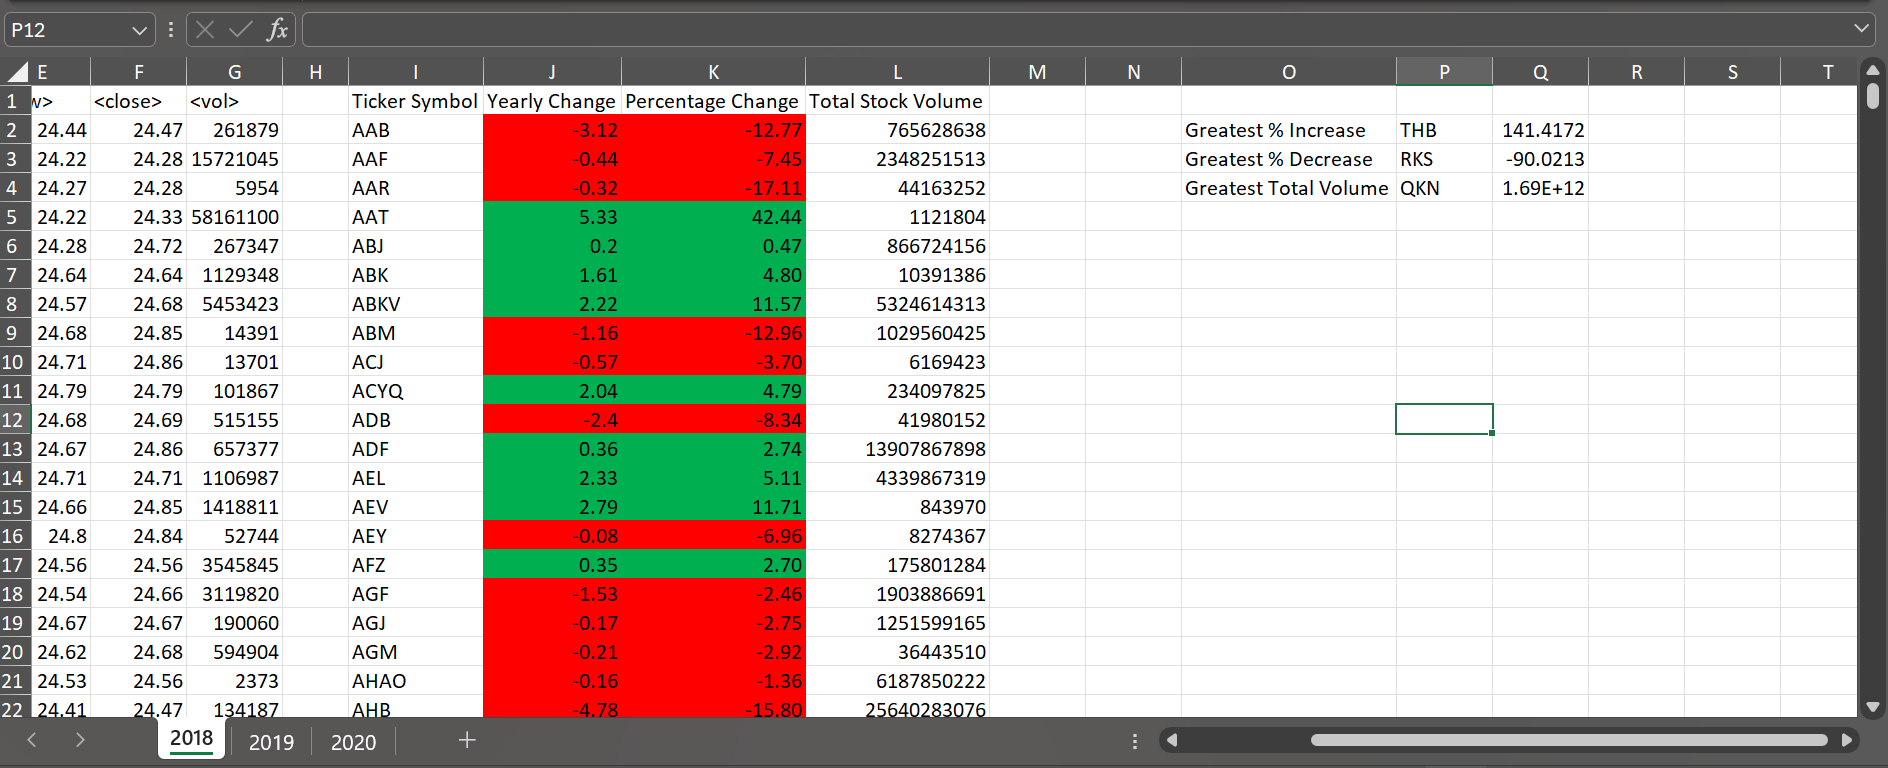 P12 fx
E F G H I J K L M N O P Q R S T
1 w> <close> <vol> Ticker Symbol Yearly Change Percentage Change Total Stock Volume
2 24.44 24.47 261879 AAB -3.12 -12.77 765628638 Greatest % Increase THB 141.4172
3 24.22 24.28 15721045 AAF -0.44 -7.45 2348251513 Greatest % Decrease RKS -90.0213
4 24.27 24.28 5954 AAR -0.32 -17.11 44163252 Greatest Total Volume QKN 1.69E+12
5 24.22 24.33 58161100 AAT 5.33 42.44 1121804
6 24.28 24.72 267347 ABJ 0.2 0.47 866724156
7 24.64 24.64 1129348 ABK 1.61 4.80 10391386
8 24.57 24.68 5453423 ABKV 2.22 11.57 5324614313
9 24.68 24.85 14391 ABM -1.16 -12.96 1029560425
10 24.71 24.86 13701 ACJ -0.57 -3.70 6169423
11 24.79 24.79 101867 ACYQ 2.04 4.79 234097825
12 24.68 24.69 515155 ADB -2.4 -8.34 41980152
13 24.67 24.86 657377 ADF 0.36 2.74 13907867898
14 24.71 24.71 1106987 AEL 2.33 5.11 4339867319
15 24.66 24.85 1418811 AEV 2.79 11.71 843970
16 24.8 24.84 52744 AEY -0.08 -6.96 8274367
17 24.56 24.56 3545845 AFZ 0.35 2.70 175801284
18 24.54 24.66 3119820 AGF -1.53 -2.46 1903886691
19 24.67 24.67 190060 AGJ -0.17 -2.75 1251599165
20 24.62 24.68 594904 AGM -0.21 -2.92 36443510
21 24.53 24.56 2373 AHAO -0.16 -1.36 6187850222
22 24.41 24.47 134187 AHB -4.78 -15.80 25640283076
2018 2019 2020 +